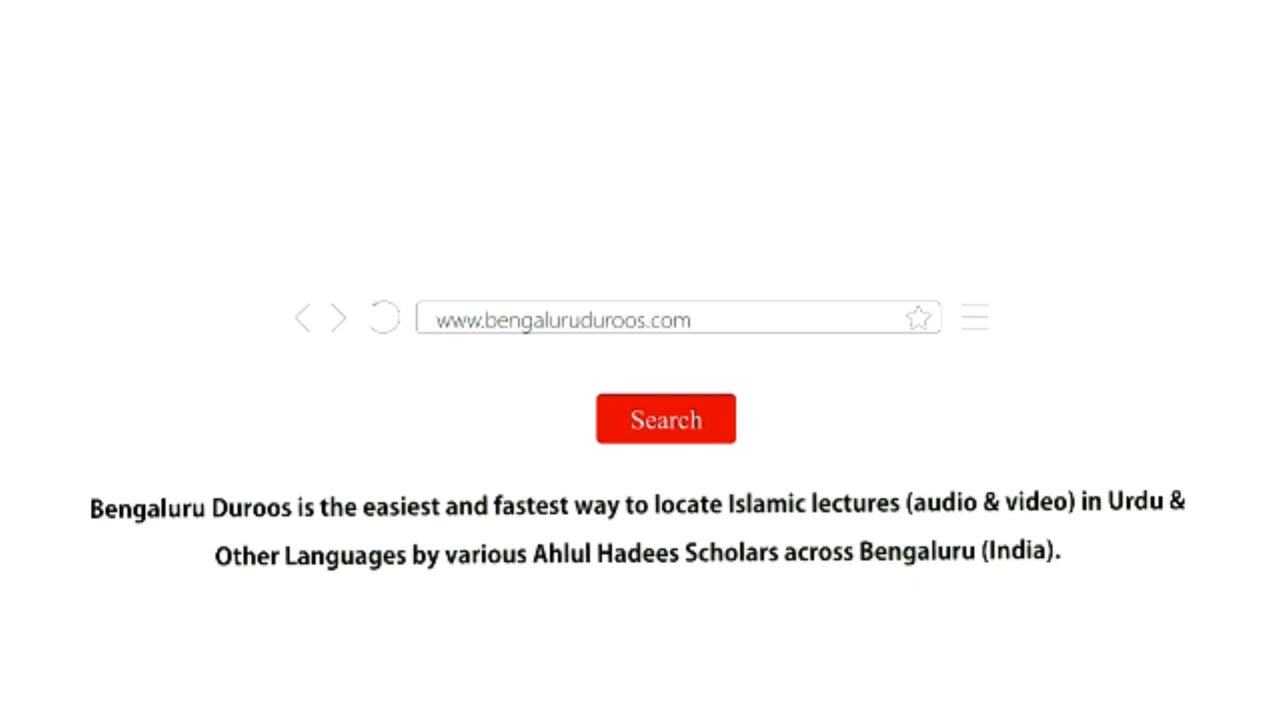 www.bengaluruduroos.com
Search
Bengaluru Duroos is the easiest and fastest way to locate Islamic lectures (audio & video) in Urdu &
Other Languages by various Ahlul Hadees Scholars across Bengaluru (India).